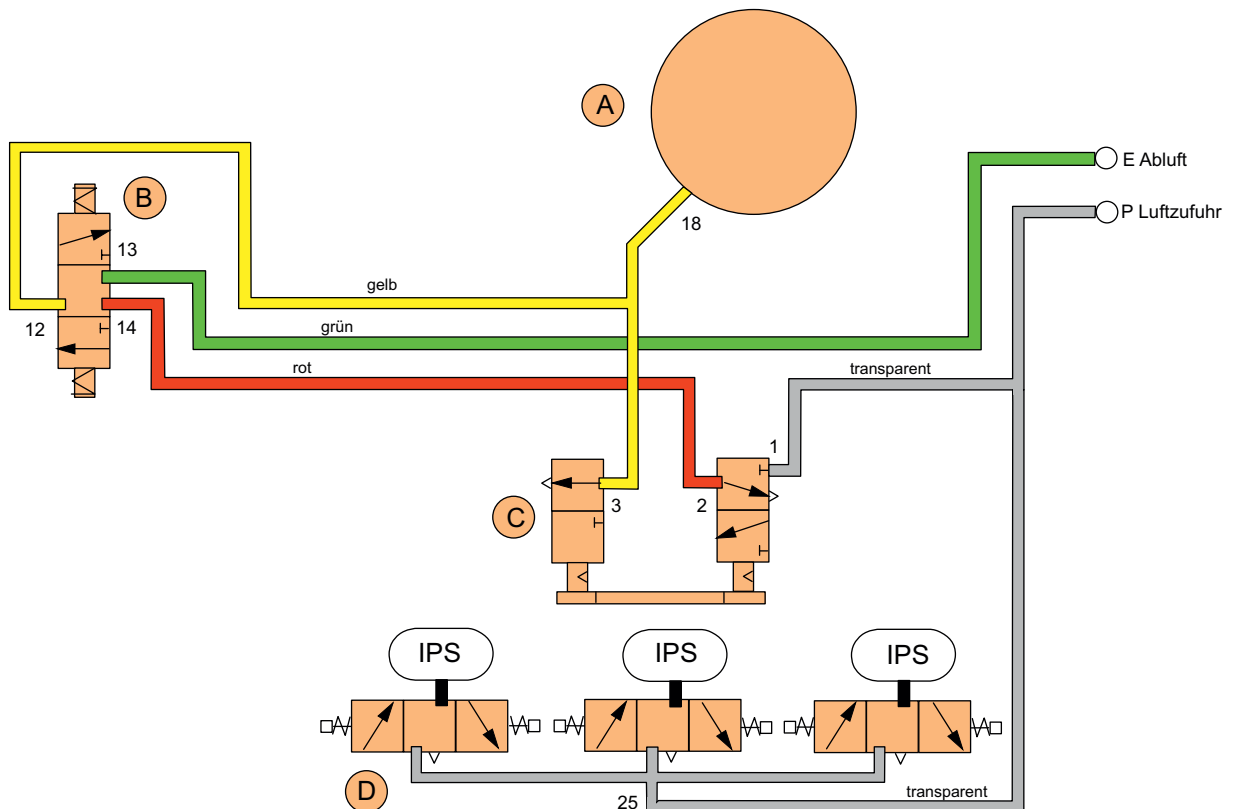 A
E Abluft
B
P Luftzufuhr
18
13
gelb
12
14
grün
rot
transparent
1
3
2
C
IPS
IPS
IPS
D
25
transparent